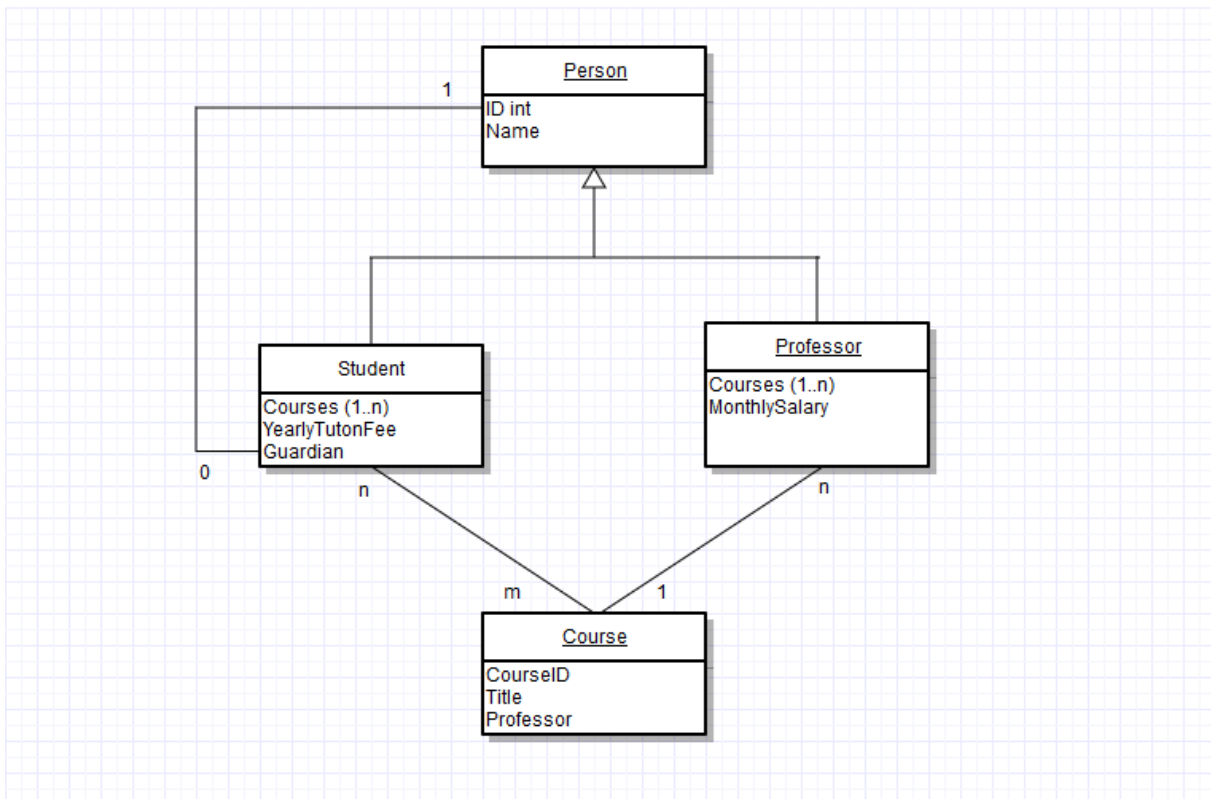 Person
1
ID int
Name
Student
Courses (1..n)
YearlyTutonFee
Guardian
0
n
Professor
Courses (1..n)
MonthlySalary
n
m
1
Course
CourseID
Title
Professor